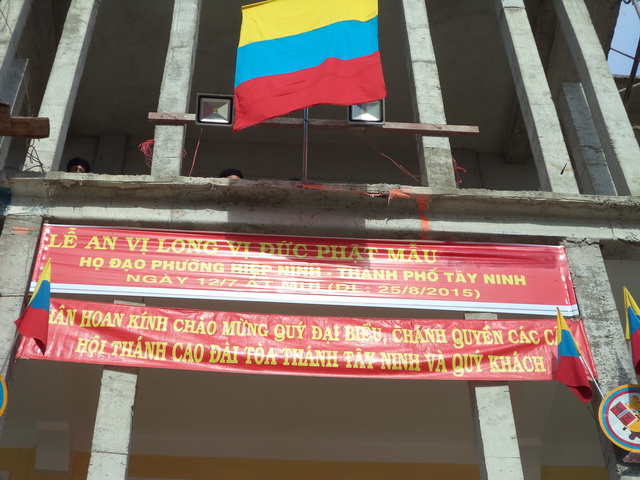 LỄ AN VỊ LONG VỊ ĐỨC PHẬT MẪU
HỌ ĐẠO PHƯỜNG HIỆP NINH - THÀNH PHỐ TÂY NINH
NGÀY 12/7 ẤT MÙI (DL: 25/8/2015)
HÂN HOAN KÍNH CHÀO MỪNG QUÝ ĐẠI BIỂU, CHÁNH QUYỀN CÁC
HỘI THÁNH CAO ĐÀI TÒA THÁNH TÂY NINH VÀ QUÝ KHÁCH